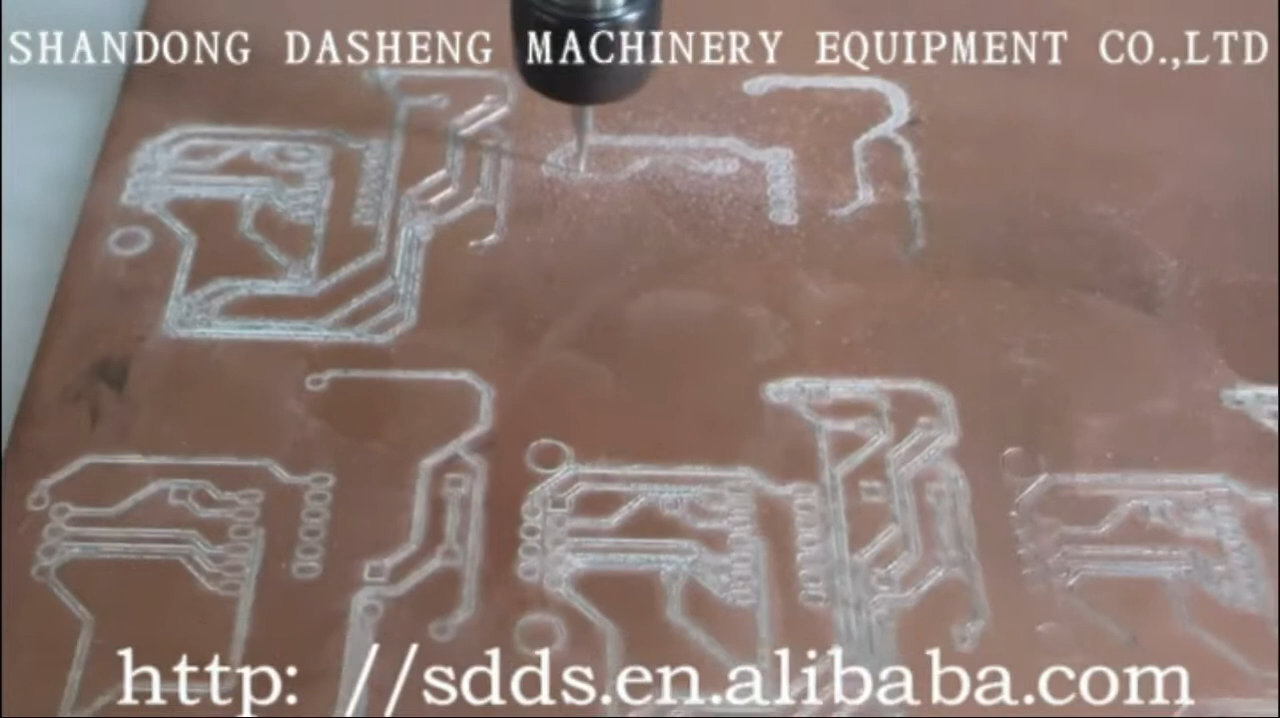 SHANDONG DASHENG MACHINERY EQUIPMENT CO.,LTD
http: //sdds.en.alibaba.com